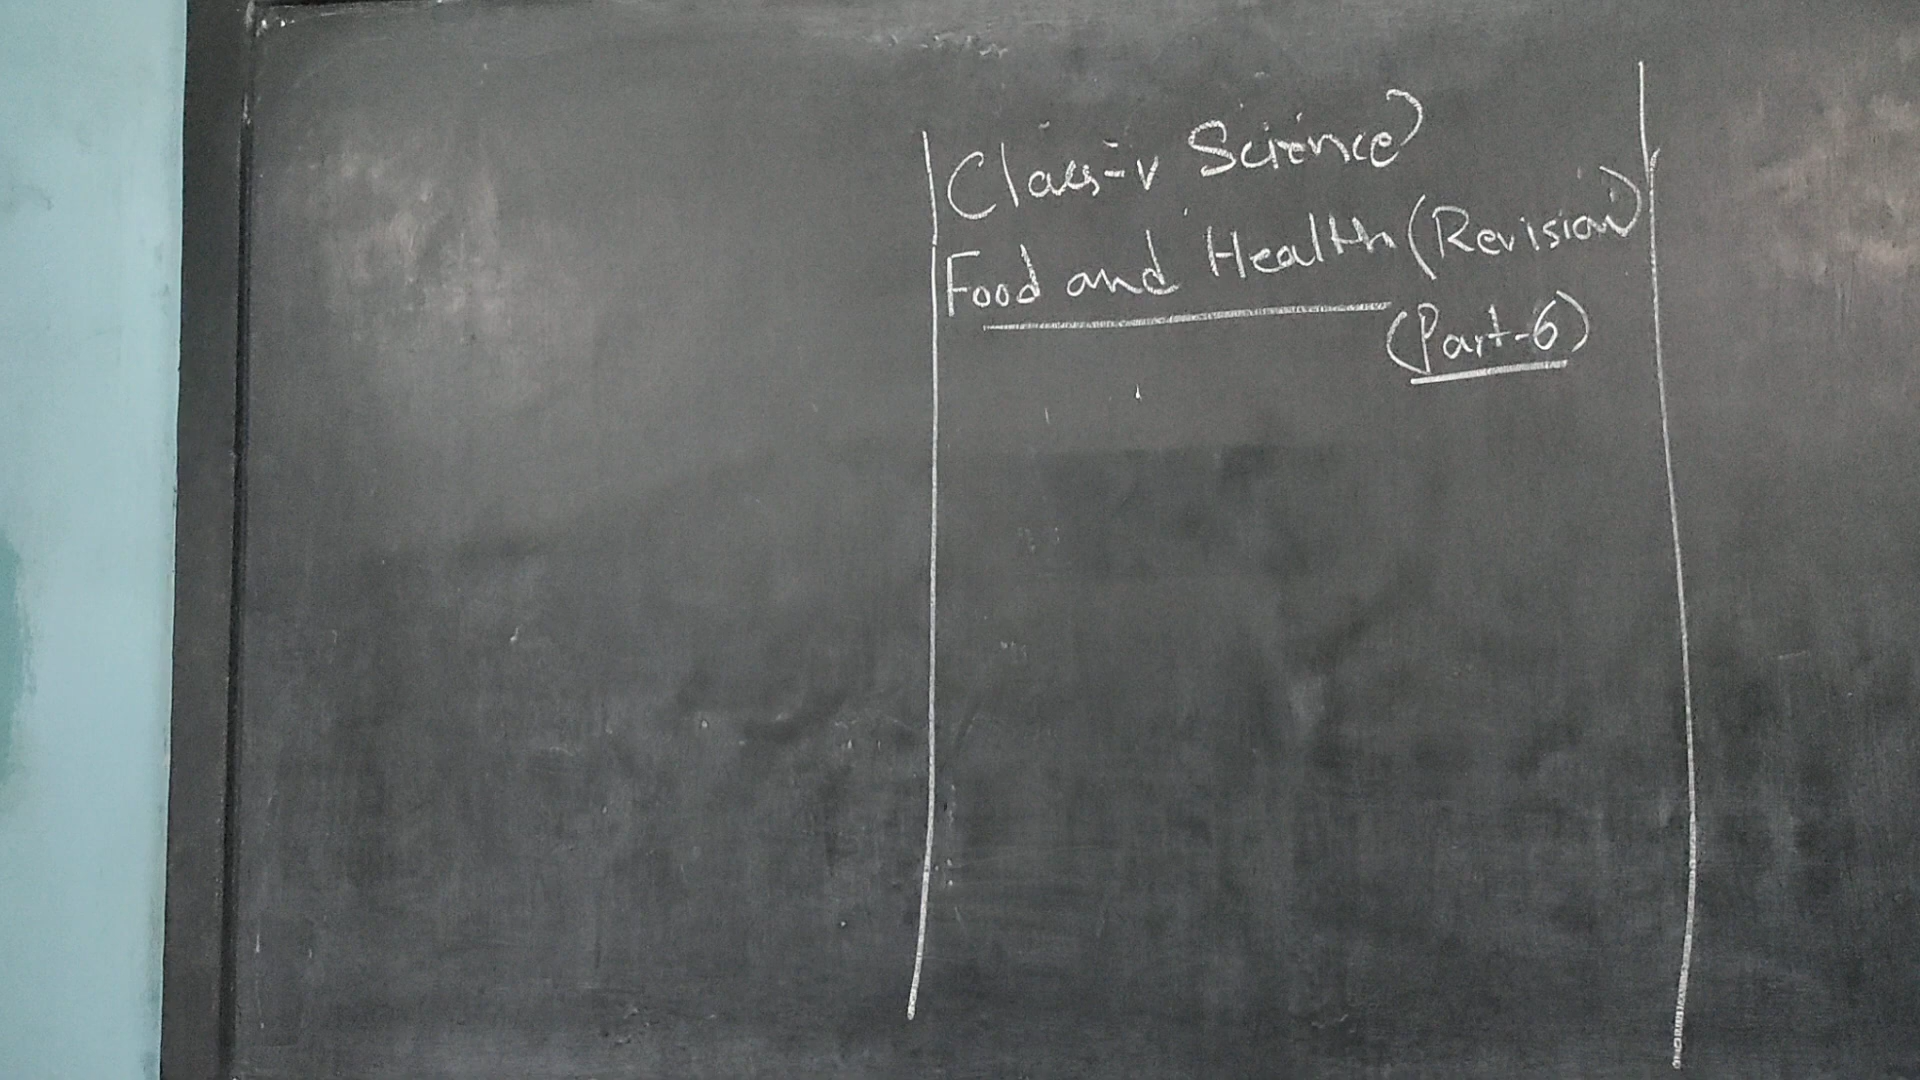 Class-v Science
Food and Health (Revision)
(Part-6)